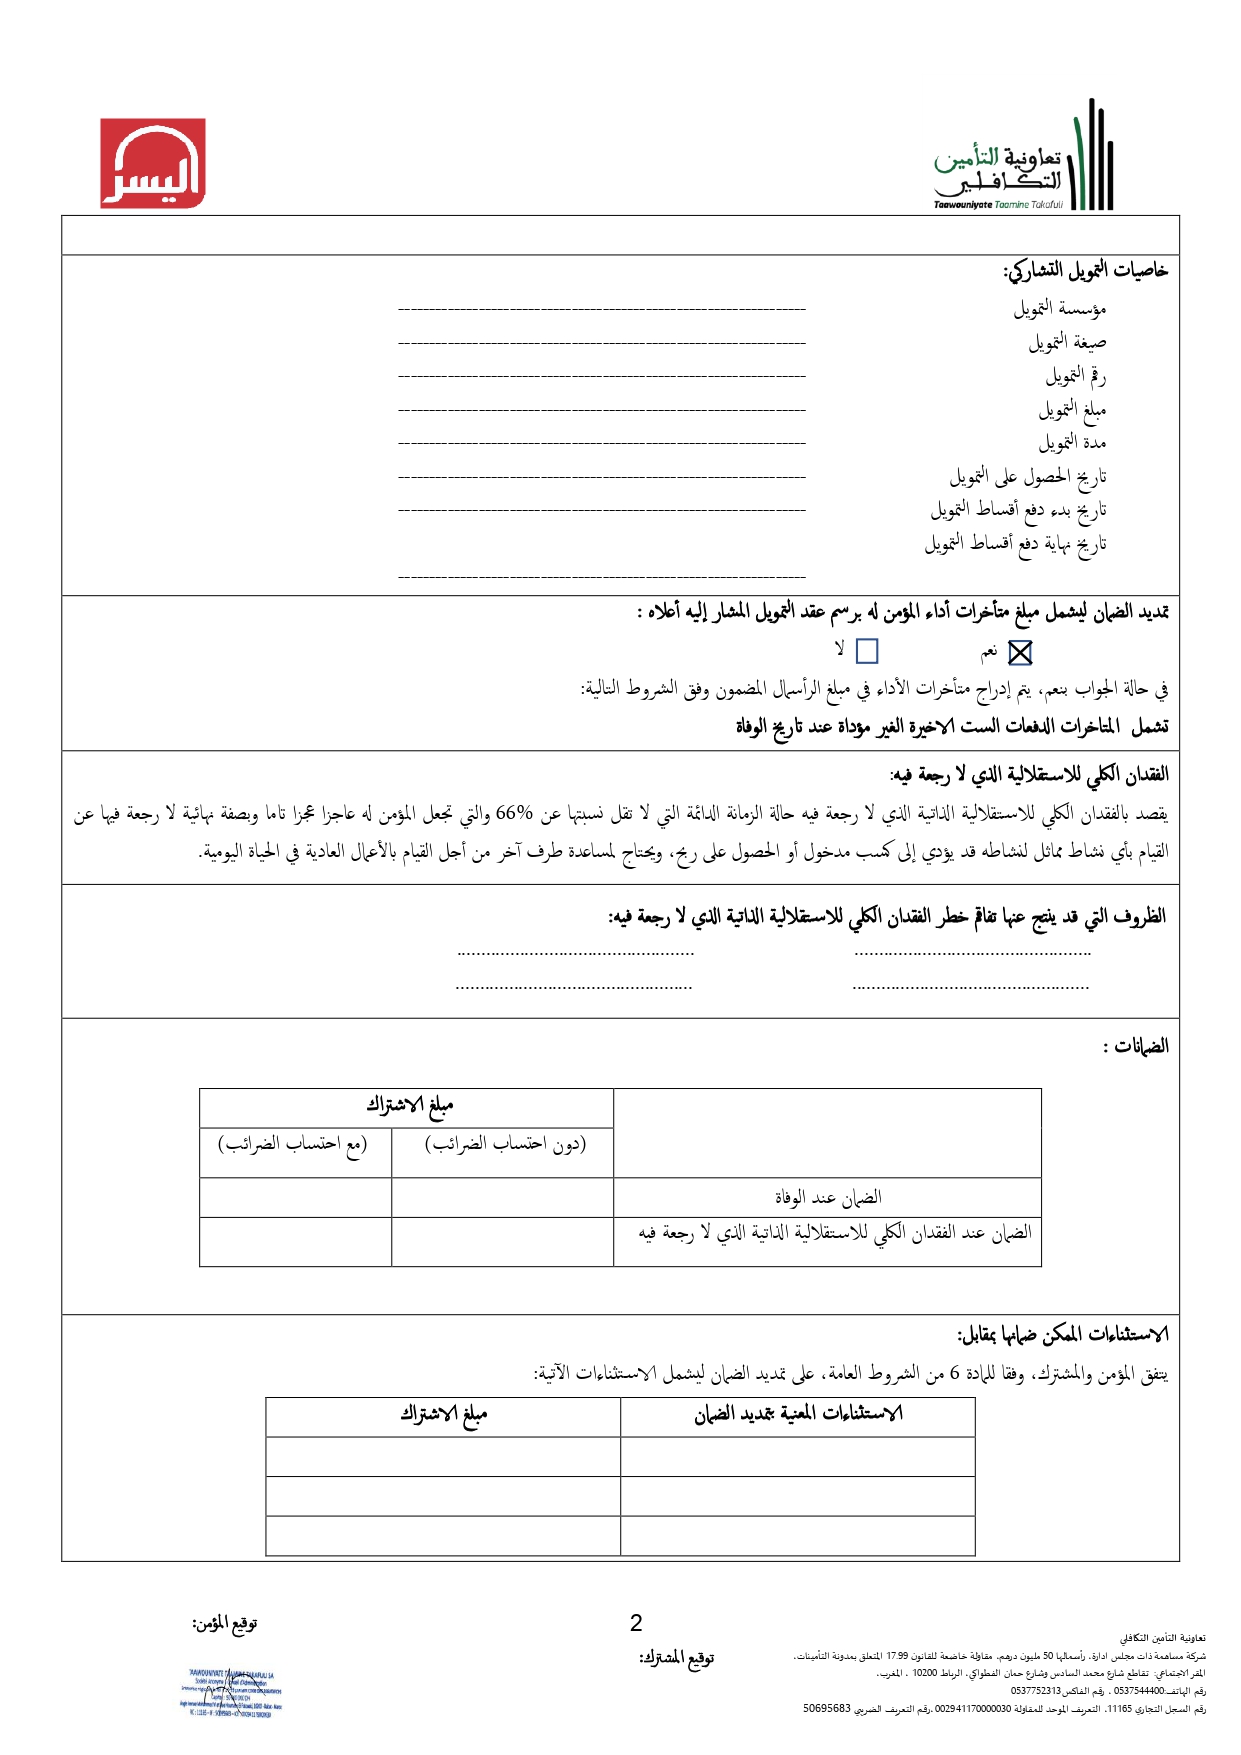 اليسر
تعاونية التأمين
التكافلي
Taawouniyate Taamine Takafuli
خاصيات التمويل التشاركي:
مؤسسة التمويل ------------------------------------------------------------------
صيغة التمويل ------------------------------------------------------------------
رقم التمويل ------------------------------------------------------------------
مبلغ التمويل ------------------------------------------------------------------
مدة التمويل ------------------------------------------------------------------
تاريخ الحصول على التمويل ------------------------------------------------------------------
تاريخ بدء دفع أقساط التمويل ------------------------------------------------------------------
تاريخ نهاية دفع أقساط التمويل
------------------------------------------------------------------
تمديد الضمان ليشمل مبلغ متأخرات أداء المؤمن له برسم عقد التمويل المشار إليه أعلاه :
☒ نعم ☐ لا
في حالة الجواب بنعم، يتم إدراج متأخرات الأداء في مبلغ الرأسمال المضمون وفق الشروط التالية:
تشمل المتاخرات الدفعات الست الاخيرة الغير مؤداة عند تاريخ الوفاة
الفقدان الكلي للاستقلالية الذي لا رجعة فيه:
يقصد بالفقدان الكلي للاستقلالية الذاتية الذي لا رجعة فيه حالة الزمانة الدائمة التي لا تقل نسبتها عن %66 والتي تجعل المؤمن له عاجزا عجزا تاما وبصفة نهائية لا رجعة فيها عن
القيام بأي نشاط مماثل لنشاطه قد يؤدي إلى كسب مدخول أو الحصول على ربح، ويحتاج لمساعدة طرف آخر من أجل القيام بالأعمال العادية في الحياة اليومية.
الظروف التي قد ينتج عنها تفاقم خطر الفقدان الكلي للاستقلالية الذاتية الذي لا رجعة فيه:
................................................. .................................................
................................................. .................................................
الضمانات :
مبلغ الاشتراك
(دون احتساب الضرائب) (مع احتساب الضرائب)
الضمان عند الوفاة
الضمان عند الفقدان الكلي للاستقلالية الذاتية الذي لا رجعة فيه
الاستثناءات الممكن ضمانها بمقابل:
يتفق المؤمن والمشترك، وفقا للمادة 6 من الشروط العامة، على تمديد الضمان ليشمل الاستثناءات الآتية:
الاستثناءات المعنية بتمديد الضمان مبلغ الاشتراك
2
توقيع المؤمن:
توقيع المشترك:
TAAWOUNIYATE TAAMINE TAKAFULI SA
تعاونية التأمين التكافلي
شركة مساهمة ذات مجلس ادارة، رأسمالها 50 مليون درهم، مقاولة خاضعة للقانون 17.99 المتعلق بمدونة التأمينات،
المقر الاجتماعي: تقاطع شارع محمد السادس وشارع حمان الفطواكي، الرباط 10200 ، المغرب،
رقم الهاتف:0537544400 ، رقم الفاكس0537752313
رقم السجل التجاري 11165، التعريف الموحد للمقاولة 002941170000030،رقم التعريف الضريبي 50695683